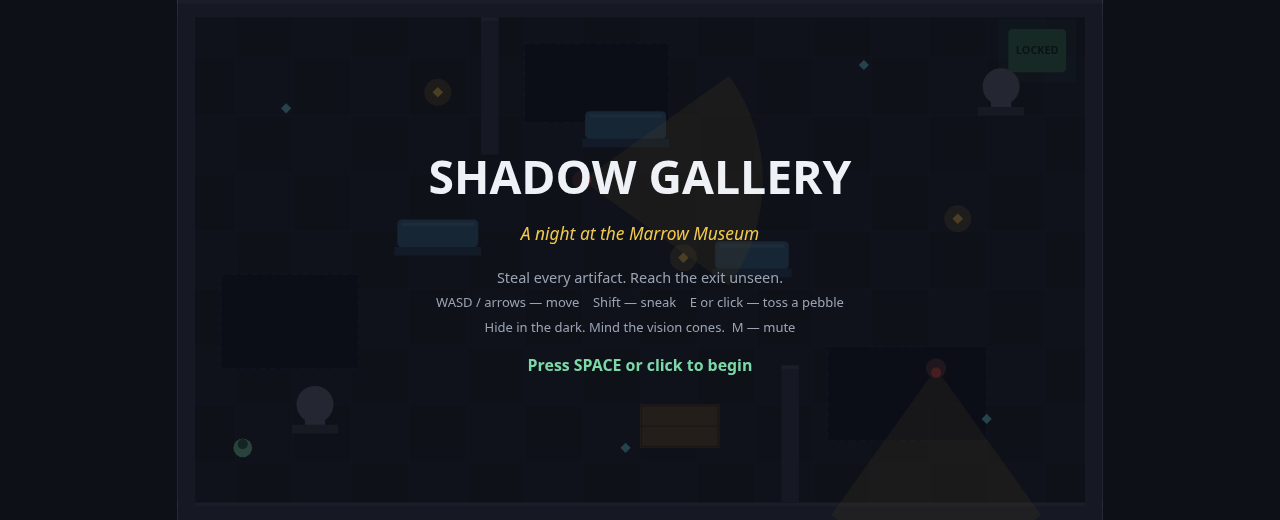 LOCKED
SHADOW GALLERY
A night at the Marrow Museum
Steal every artifact. Reach the exit unseen.
WASD / arrows — move    Shift — sneak    E or click — toss a pebble
Hide in the dark. Mind the vision cones.  M — mute
Press SPACE or click to begin